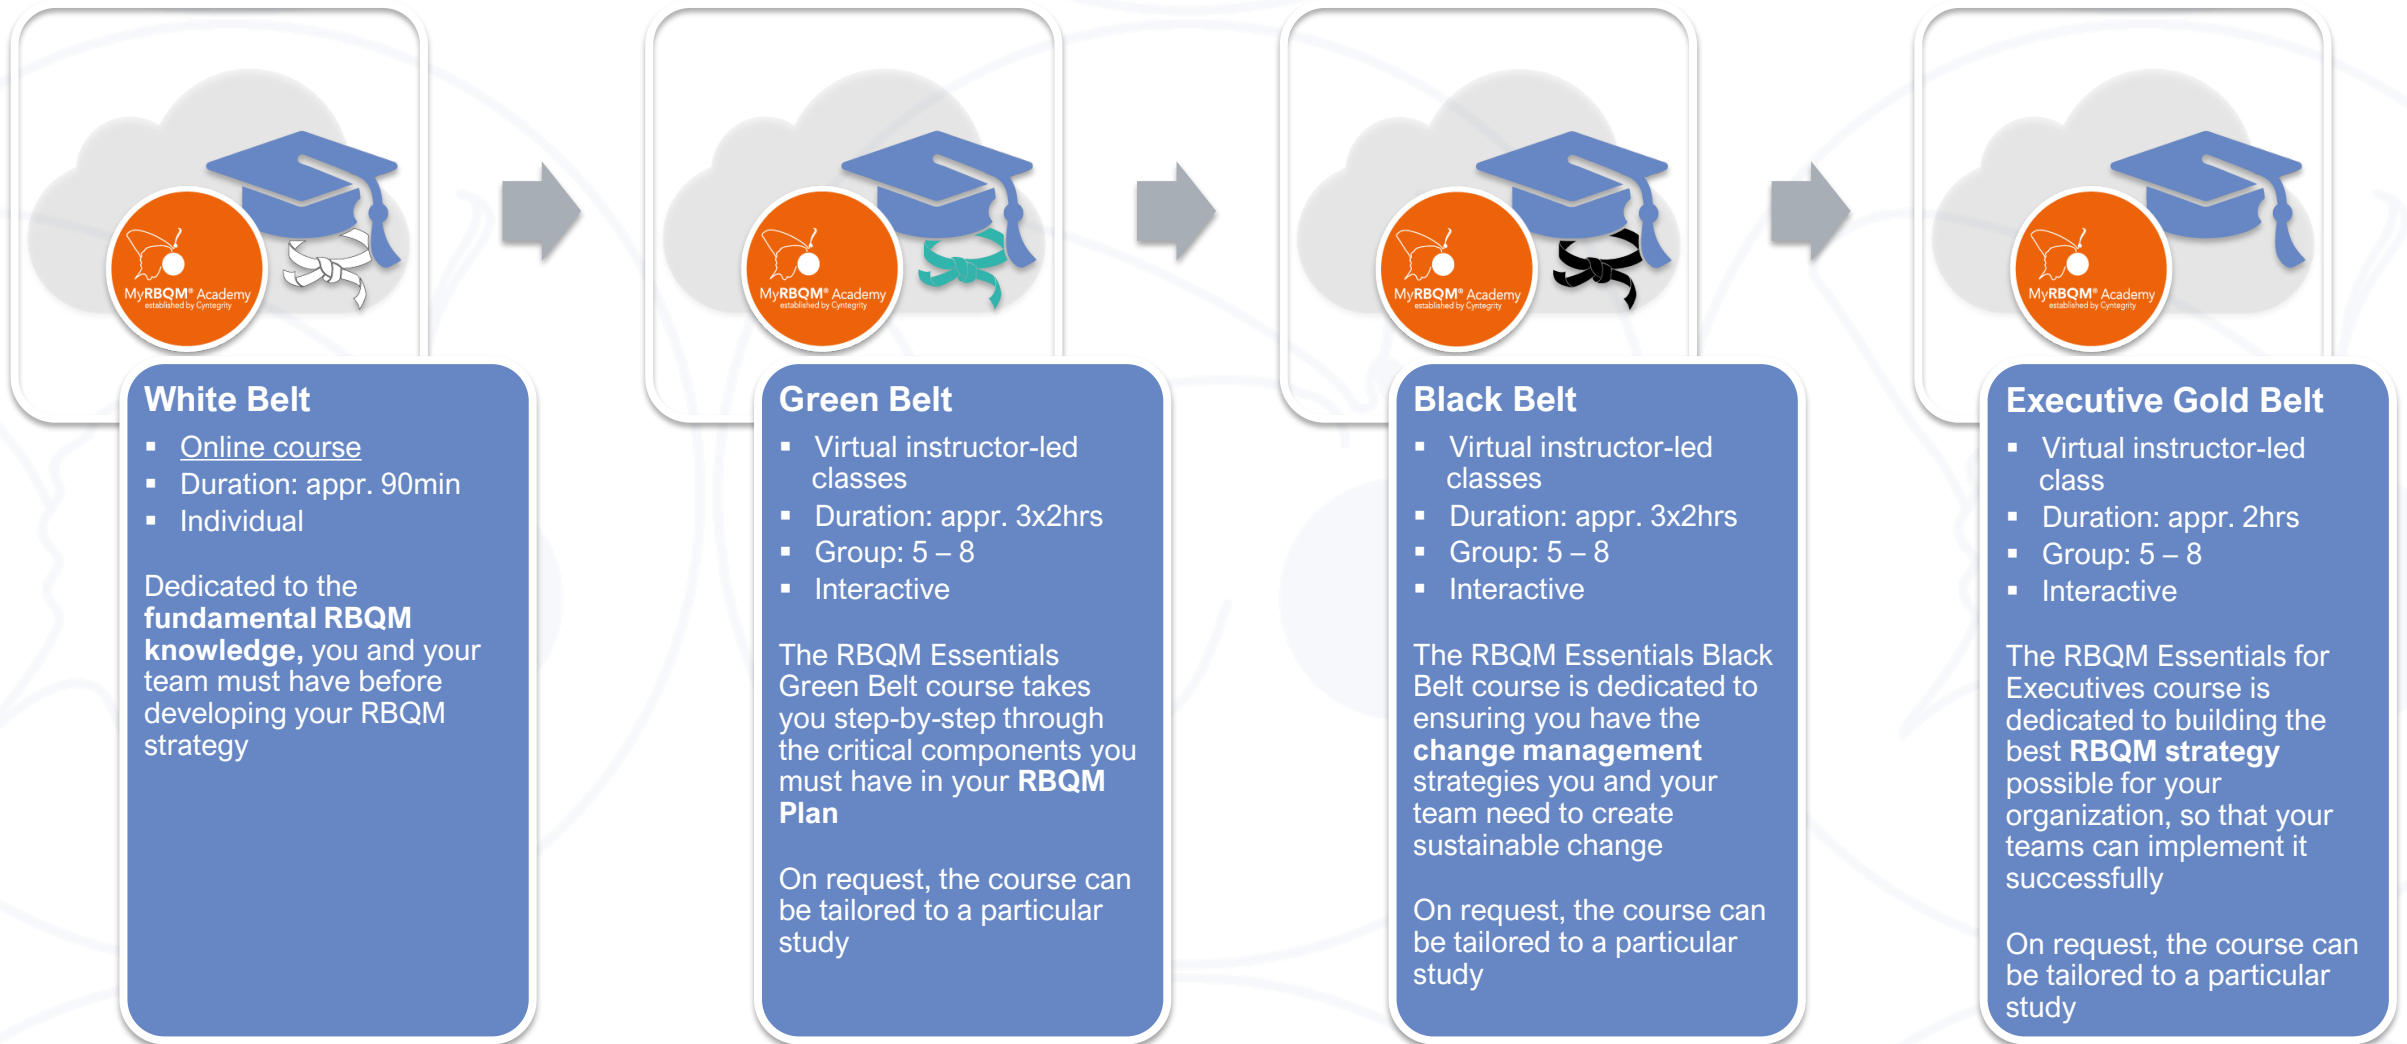 MyRBQM® Academy
established by Cyntegrity
White Belt
▪ Online course
▪ Duration: appr. 90min
▪ Individual
Dedicated to the
fundamental RBQM
knowledge, you and your
team must have before
developing your RBQM
strategy
MyRBQM® Academy
established by Cyntegrity
Green Belt
▪ Virtual instructor-led
classes
▪ Duration: appr. 3x2hrs
▪ Group: 5 – 8
▪ Interactive
The RBQM Essentials
Green Belt course takes
you step-by-step through
the critical components you
must have in your RBQM
Plan
On request, the course can
be tailored to a particular
study
MyRBQM® Academy
established by Cyntegrity
Black Belt
▪ Virtual instructor-led
classes
▪ Duration: appr. 3x2hrs
▪ Group: 5 – 8
▪ Interactive
The RBQM Essentials Black
Belt course is dedicated to
ensuring you have the
change management
strategies you and your
team need to create
sustainable change
On request, the course can
be tailored to a particular
study
MyRBQM® Academy
established by Cyntegrity
Executive Gold Belt
▪ Virtual instructor-led
class
▪ Duration: appr. 2hrs
▪ Group: 5 – 8
▪ Interactive
The RBQM Essentials for
Executives course is
dedicated to building the
best RBQM strategy
possible for your
organization, so that your
teams can implement it
successfully
On request, the course can
be tailored to a particular
study